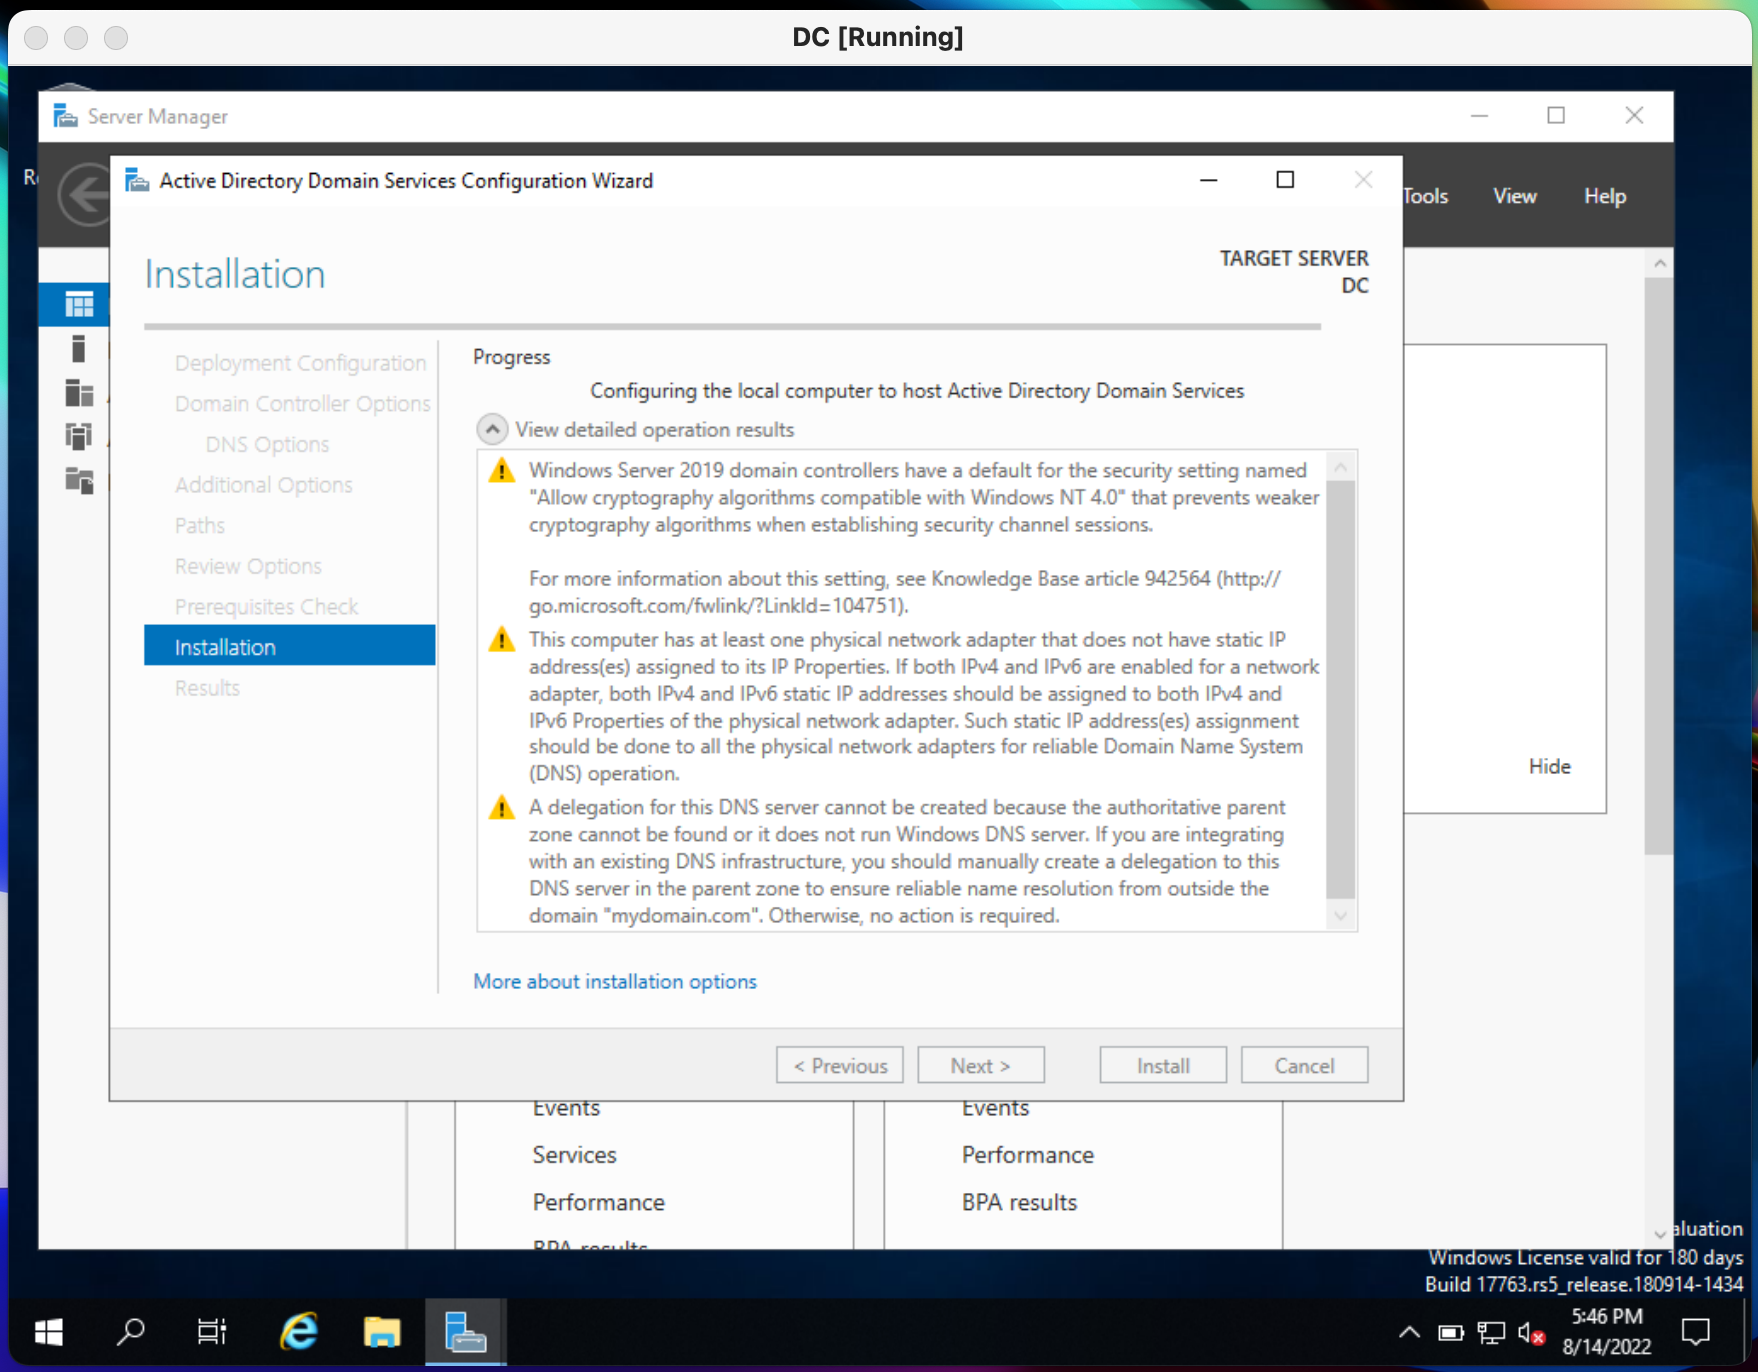 DC [Running]
Server Manager
Active Directory Domain Services Configuration Wizard
Tools
View
Help
Installation
TARGET SERVER
DC
Deployment Configuration
Domain Controller Options
DNS Options
Additional Options
Paths
Review Options
Prerequisites Check
Installation
Results
Progress
Configuring the local computer to host Active Directory Domain Services
View detailed operation results
Windows Server 2019 domain controllers have a default for the security setting named
"Allow cryptography algorithms compatible with Windows NT 4.0" that prevents weaker
cryptography algorithms when establishing security channel sessions.
For more information about this setting, see Knowledge Base article 942564 (http://
go.microsoft.com/fwlink/?LinkId=104751).
This computer has at least one physical network adapter that does not have static IP
address(es) assigned to its IP Properties. If both IPv4 and IPv6 are enabled for a network
adapter, both IPv4 and IPv6 static IP addresses should be assigned to both IPv4 and
IPv6 Properties of the physical network adapter. Such static IP address(es) assignment
should be done to all the physical network adapters for reliable Domain Name System
(DNS) operation.
A delegation for this DNS server cannot be created because the authoritative parent
zone cannot be found or it does not run Windows DNS server. If you are integrating
with an existing DNS infrastructure, you should manually create a delegation to this
DNS server in the parent zone to ensure reliable name resolution from outside the
domain "mydomain.com". Otherwise, no action is required.
More about installation options
Hide
< Previous
Next >
Install
Cancel
Events
Services
Performance
BPA results
Events
Performance
BPA results
aluation
Windows License valid for 180 days
Build 17763.rs5_release.180914-1434
5:46 PM
8/14/2022